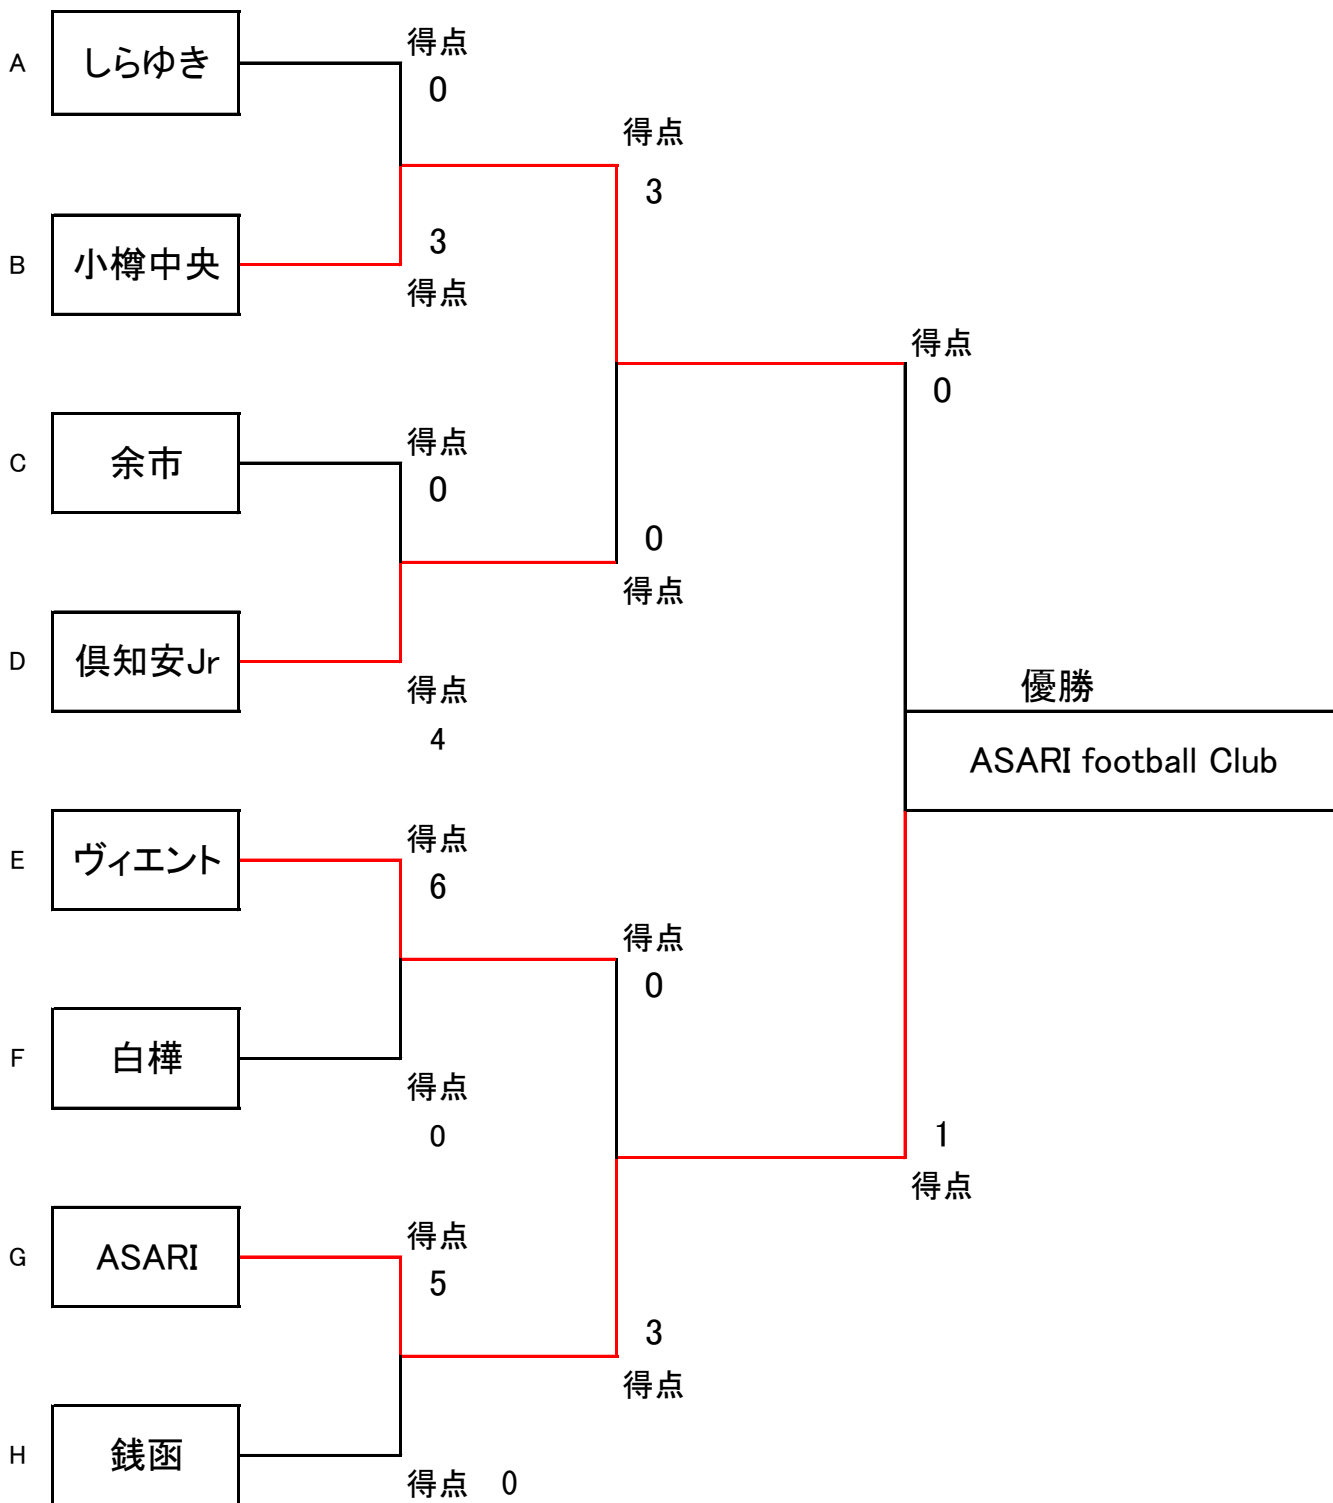 得点
A しらゆき
0
得点
3
B 小樽中央
3
得点
得点
0
C 余市
得点
0
0
得点
D 倶知安Jr
得点
4
優勝
ASARI football Club
E ヴィエント
得点
6
得点
0
F 白樺
得点
0
1
得点
G ASARI
得点
5
3
得点
H 銭函
得点 0